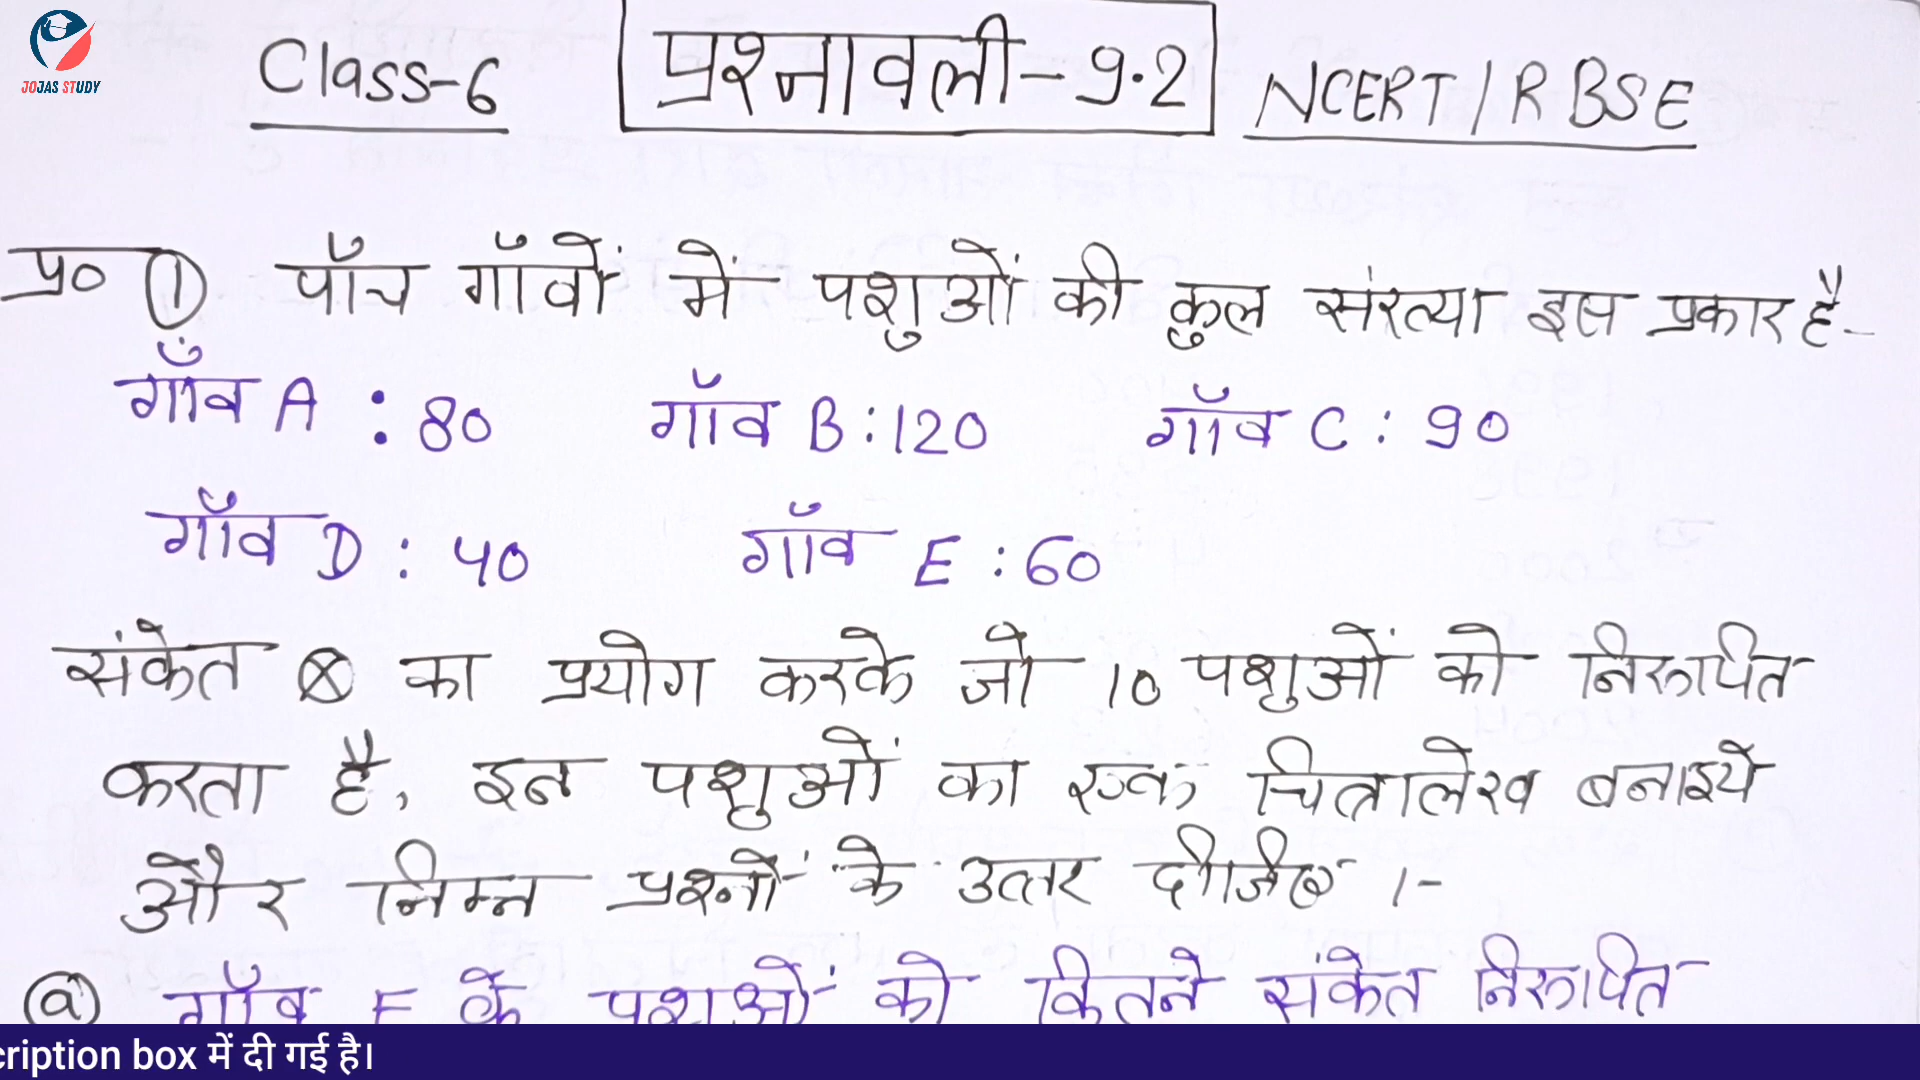 JOJAS STUDY
Class-6 प्रश्नावली-9.2 NCERT/RBSE
प्र० ① पाँच गाँवों में पशुओं की कुल संख्या इस प्रकार है-
गाँव A : 80 गाँव B : 120 गाँव C : 90
गाँव D : 40 गाँव E : 60
संकेत ⊗ का प्रयोग करके जो 10 पशुओं को निरूपित
करता है, इन पशुओं का एक चित्रालेख बनाइये
और निम्न प्रश्नों के उत्तर दीजिए ।-
ⓐ गाँव E के पशुओं को कितने संकेत निरूपित
cription box में दी गई है।